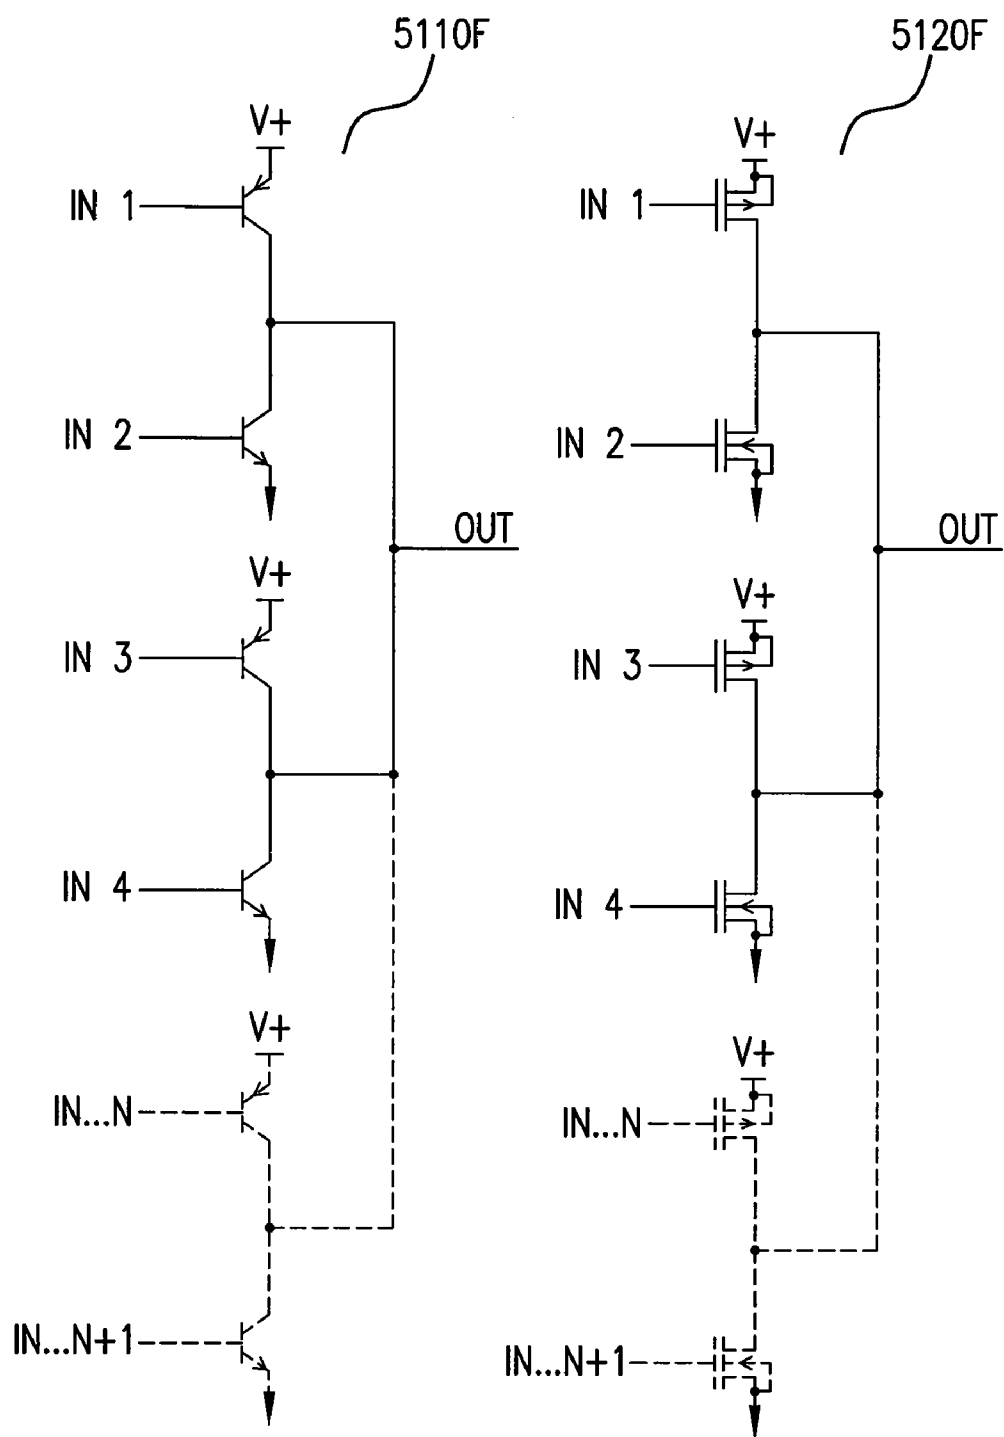 5110F
V+
IN 1
IN 2
OUT
V+
IN 3
IN 4
V+
IN...N
IN...N+1
5120F
V+
IN 1
IN 2
OUT
V+
IN 3
IN 4
V+
IN...N
IN...N+1